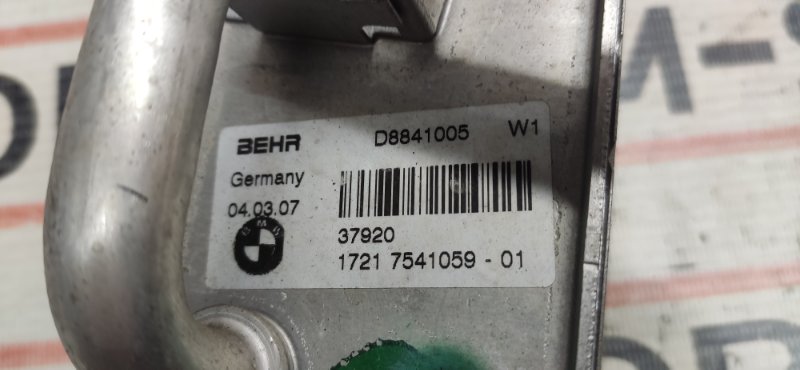 BEHR D8841005 W1
Germany
04.03.07
37920
1721 7541059 - 01